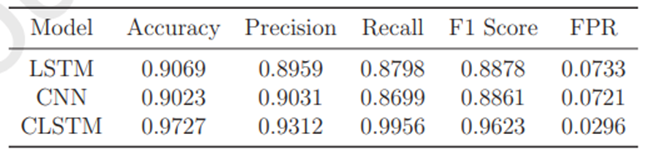 Model Accuracy Precision Recall F1 Score FPR
LSTM 0.9069 0.8959 0.8798 0.8878 0.0733
CNN 0.9023 0.9031 0.8699 0.8861 0.0721
CLSTM 0.9727 0.9312 0.9956 0.9623 0.0296